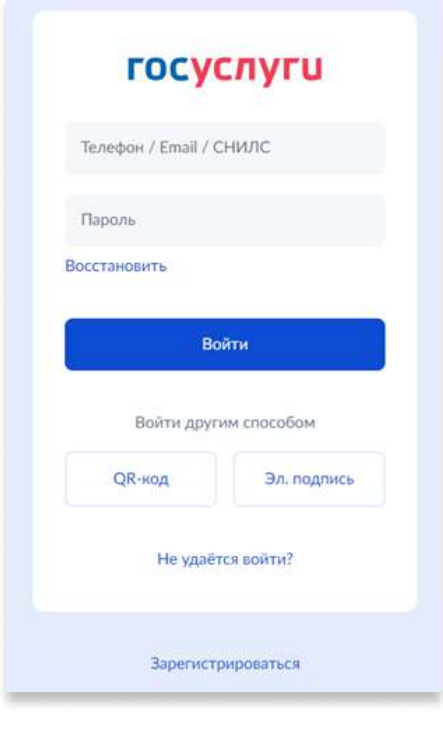 госуслуги
Телефон / Email / СНИЛС
Пароль
Восстановить
Войти
Войти другим способом
QR-код
Эл. подпись
Не удаётся войти?
Зарегистрироваться